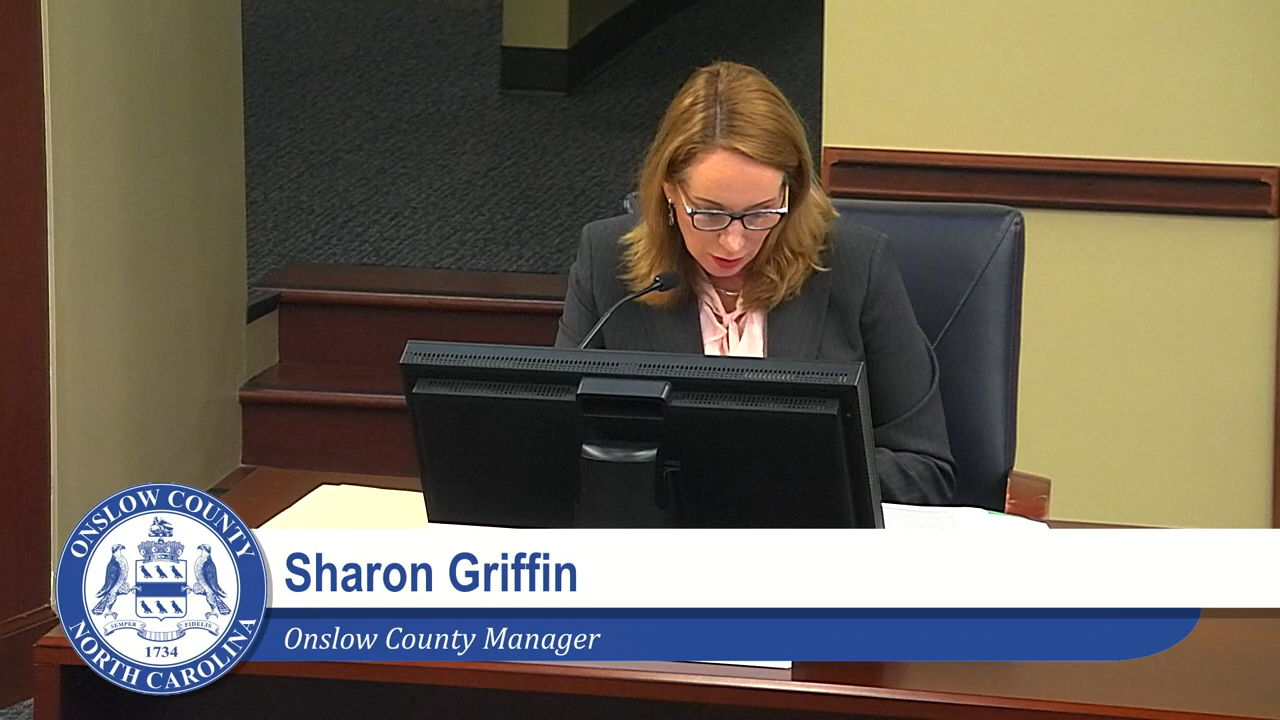 Sharon Griffin
Onslow County Manager
ONSLOW COUNTY
SEMPER FIDELIS
1734
NORTH CAROLINA